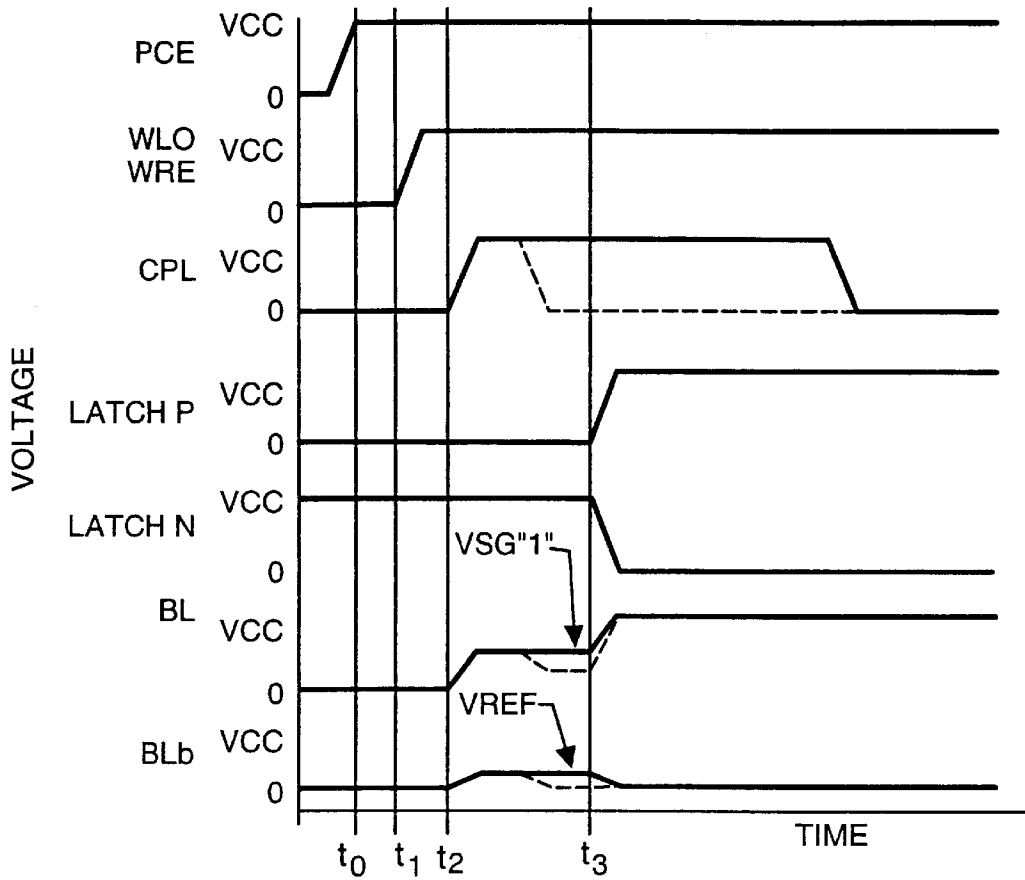 VCC
PCE
0
WLO
WRE
VCC
0
CPL
VCC
0
VOLTAGE
LATCH P
VCC
0
LATCH N
VCC
0
VSG"1"
BL
VCC
0
VREF
BLb
VCC
0
TIME
t0 t1 t2 t3